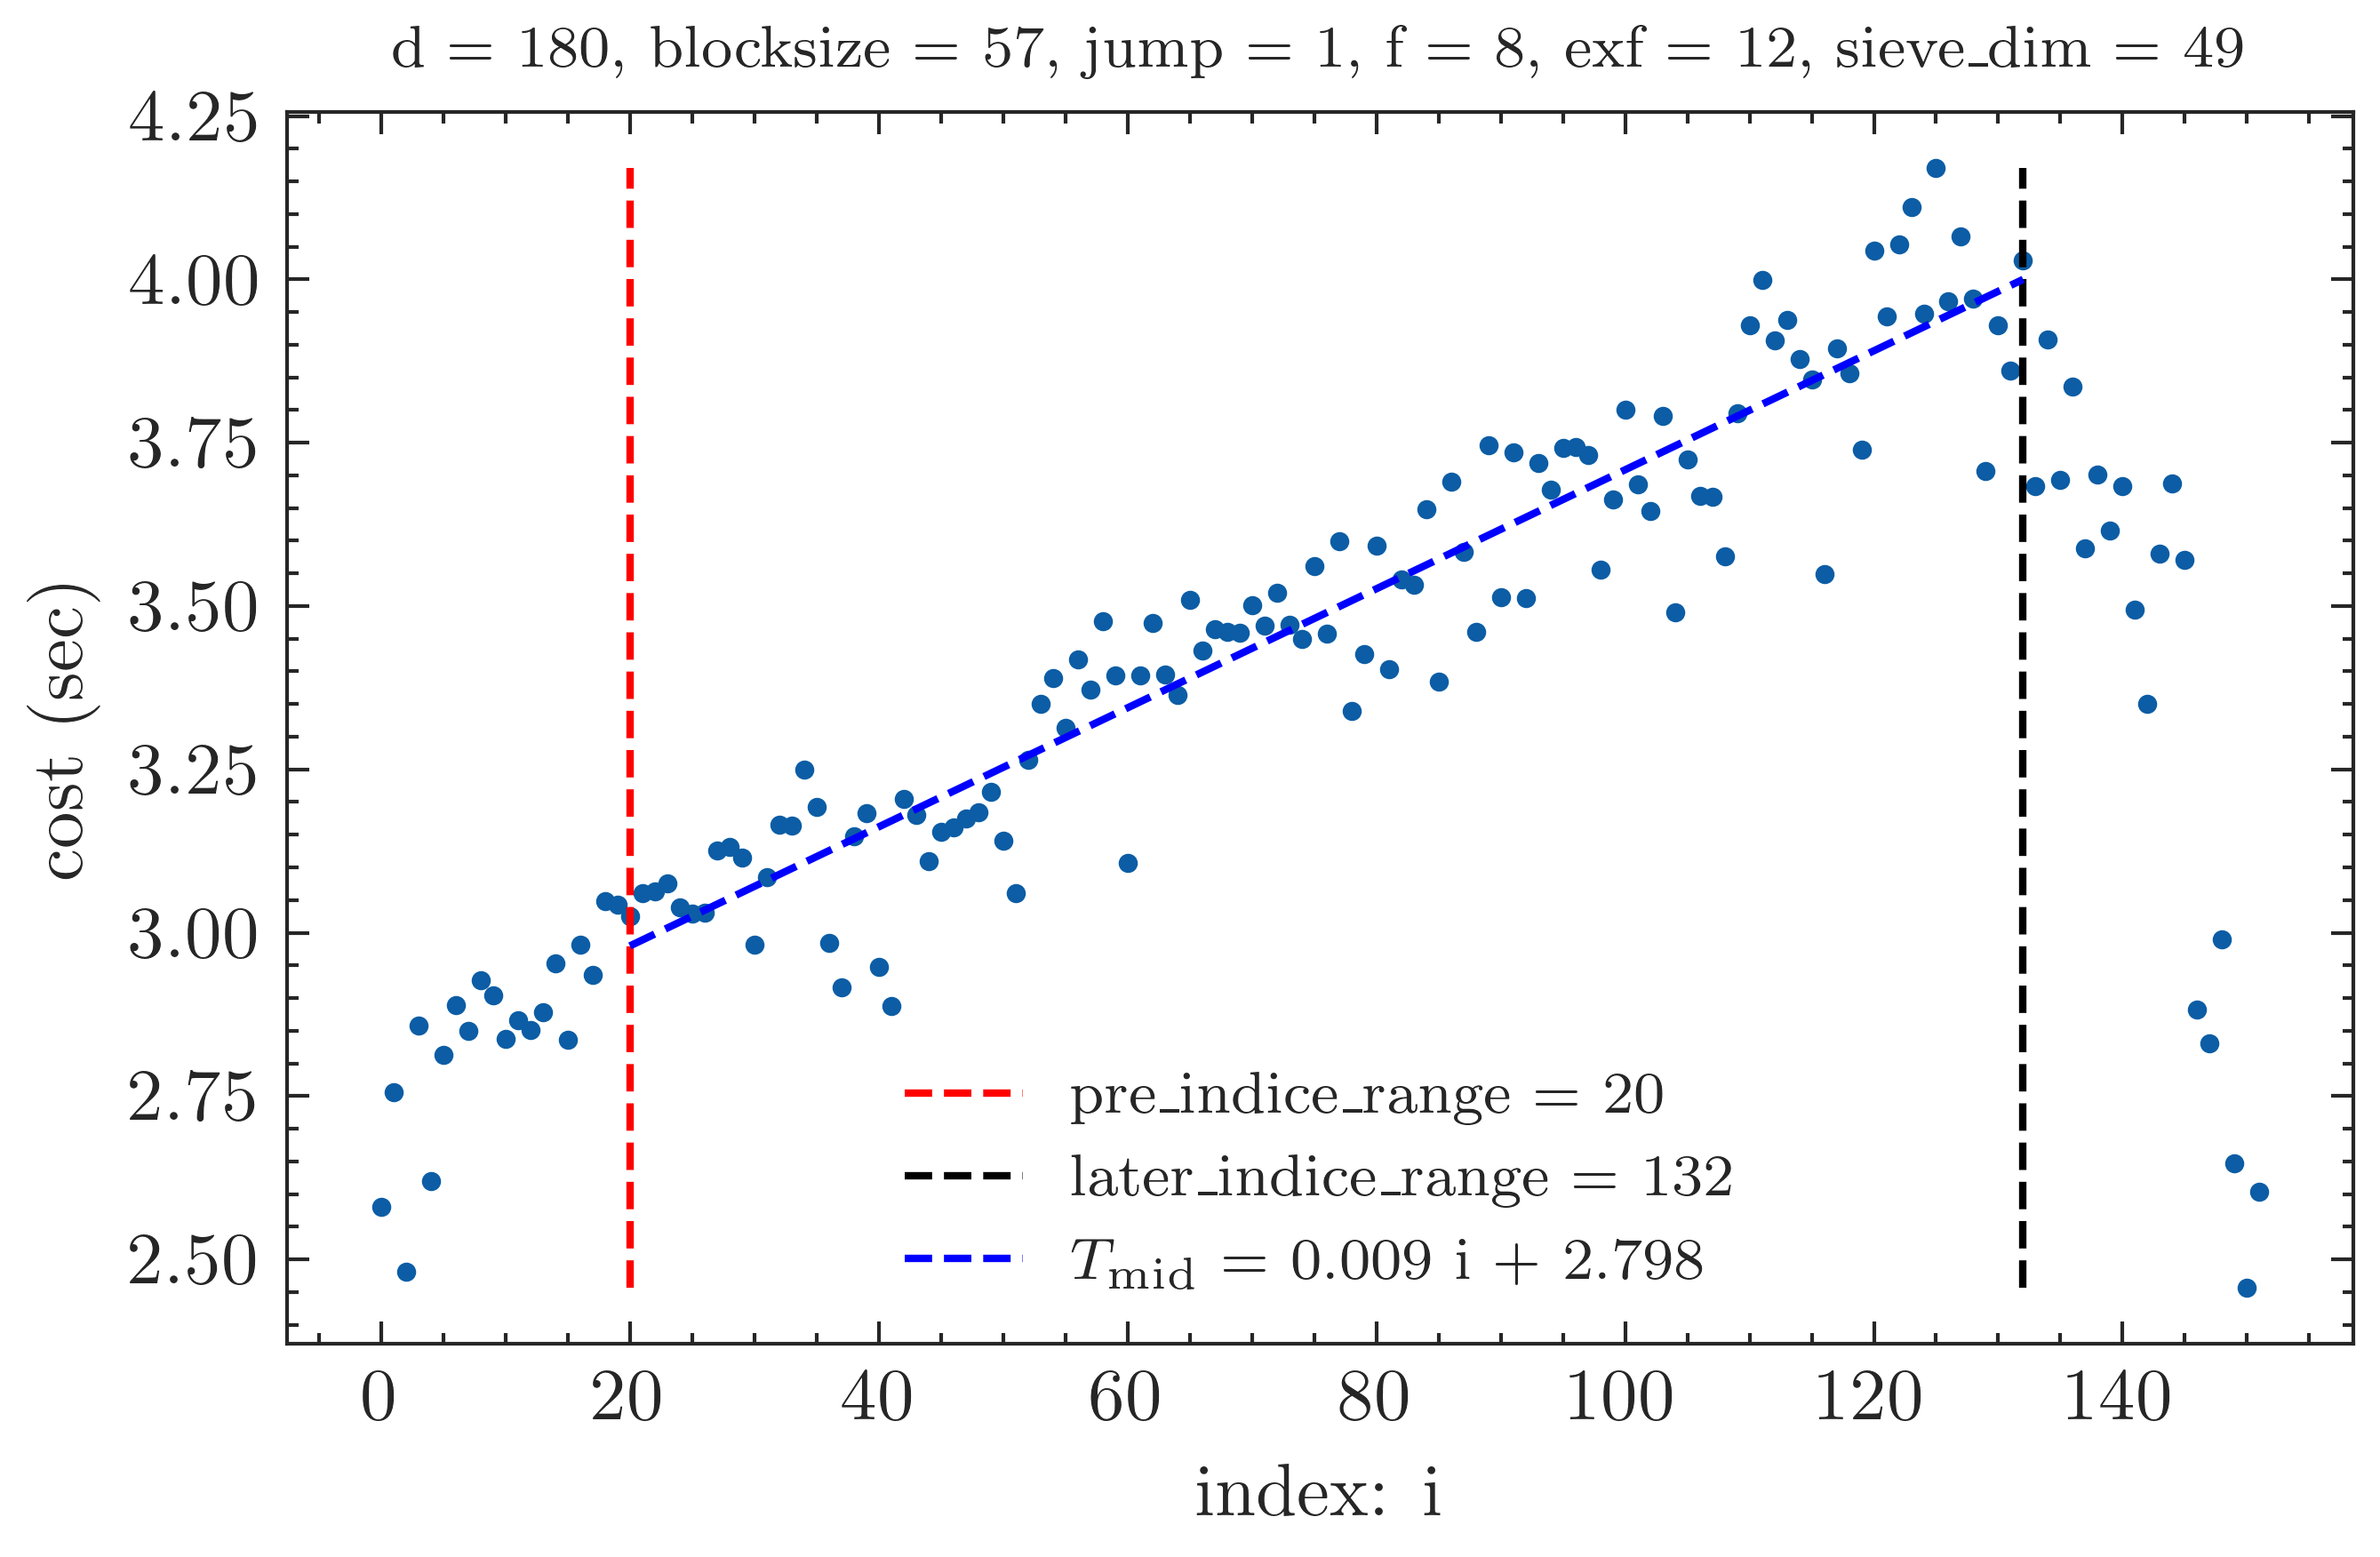 d = 180, blocksize = 57, jump = 1, f = 8, exf = 12, sieve_dim = 49
4.25
4.00
3.75
3.50
3.25
3.00
2.75
2.50
cost (sec)
pre_indice_range = 20
later_indice_range = 132
T_mid = 0.009 i + 2.798
0 20 40 60 80 100 120 140
index: i